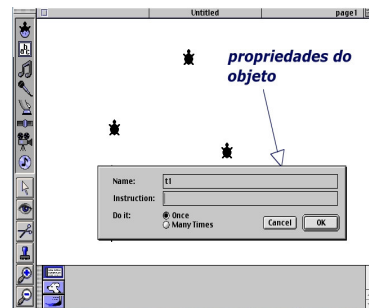 Untitled
page1
propriedades do
objeto
Name:
t1
Instruction:
Do it:
Once
Many Times
Cancel
OK